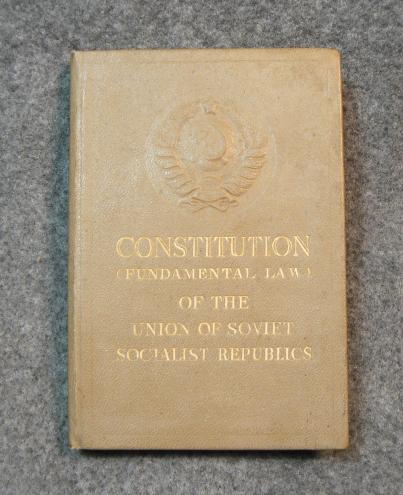 CONSTITUTION
(FUNDAMENTAL LAW)
OF THE
UNION OF SOVIET
SOCIALIST REPUBLICS